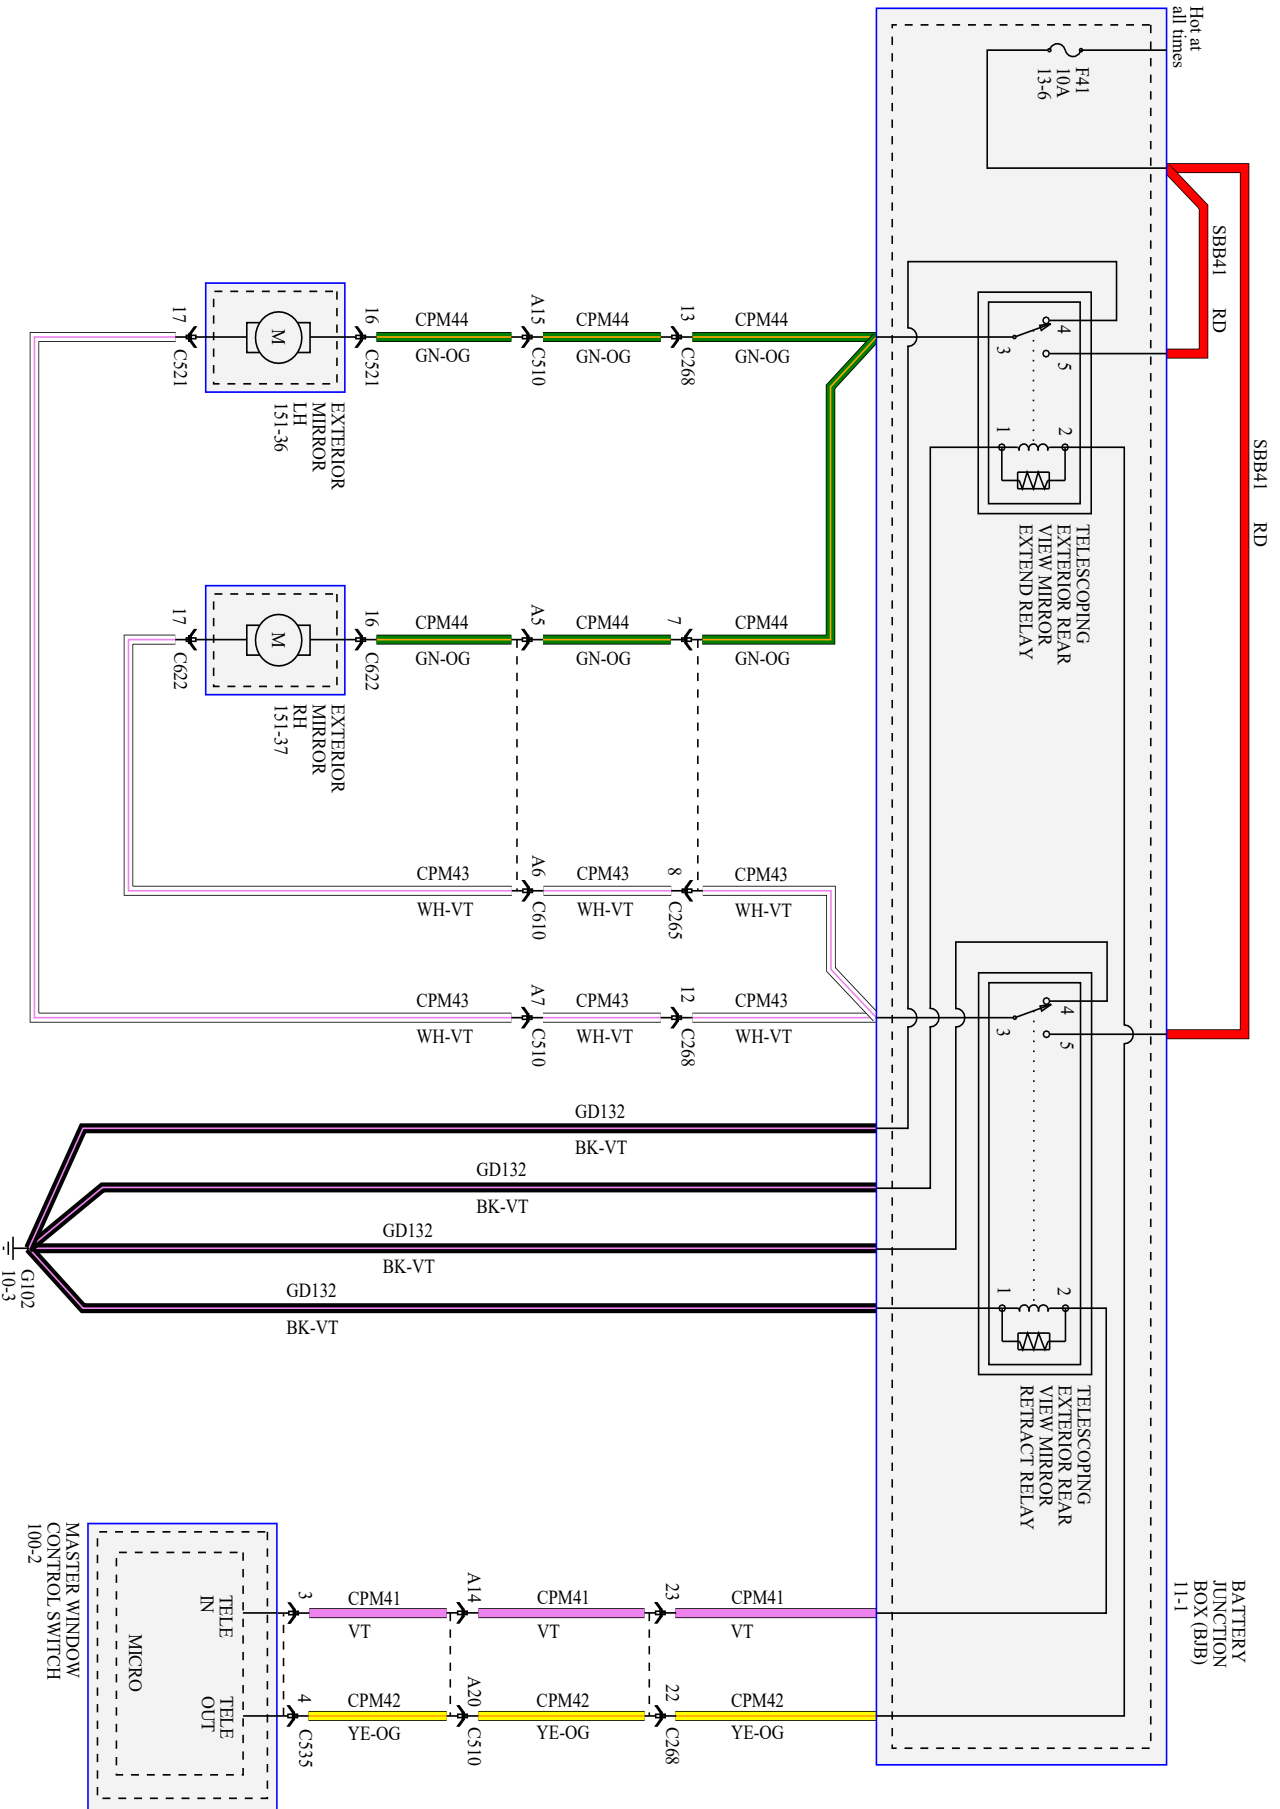 Hot at
all times
F41
10A
13-6
SBB41 RD
SBB41 RD
BATTERY
JUNCTION
BOX (BJB)
11-1
4
5
3
2
1
TELESCOPING
EXTERIOR REAR
VIEW MIRROR
EXTEND RELAY
4
5
3
2
1
TELESCOPING
EXTERIOR REAR
VIEW MIRROR
RETRACT RELAY
CPM44
GN-OG
13
C268
CPM44
GN-OG
A15
C510
CPM44
GN-OG
16
C521
M
17
C521
EXTERIOR
MIRROR
LH
151-36
CPM44
GN-OG
7
CPM44
GN-OG
A5
CPM44
GN-OG
16
C622
M
17
C622
EXTERIOR
MIRROR
RH
151-37
CPM43
WH-VT
8
C265
CPM43
WH-VT
A6
C610
CPM43
WH-VT
CPM43
WH-VT
12
C268
CPM43
WH-VT
A7
C510
CPM43
WH-VT
GD132
BK-VT
GD132
BK-VT
GD132
BK-VT
GD132
BK-VT
G102
10-3
CPM41
VT
23
CPM41
VT
A14
CPM41
VT
3
CPM42
YE-OG
22
C268
CPM42
YE-OG
A20
C510
CPM42
YE-OG
4
C535
TELE
IN
TELE
OUT
MICRO
MASTER WINDOW
CONTROL SWITCH
100-2